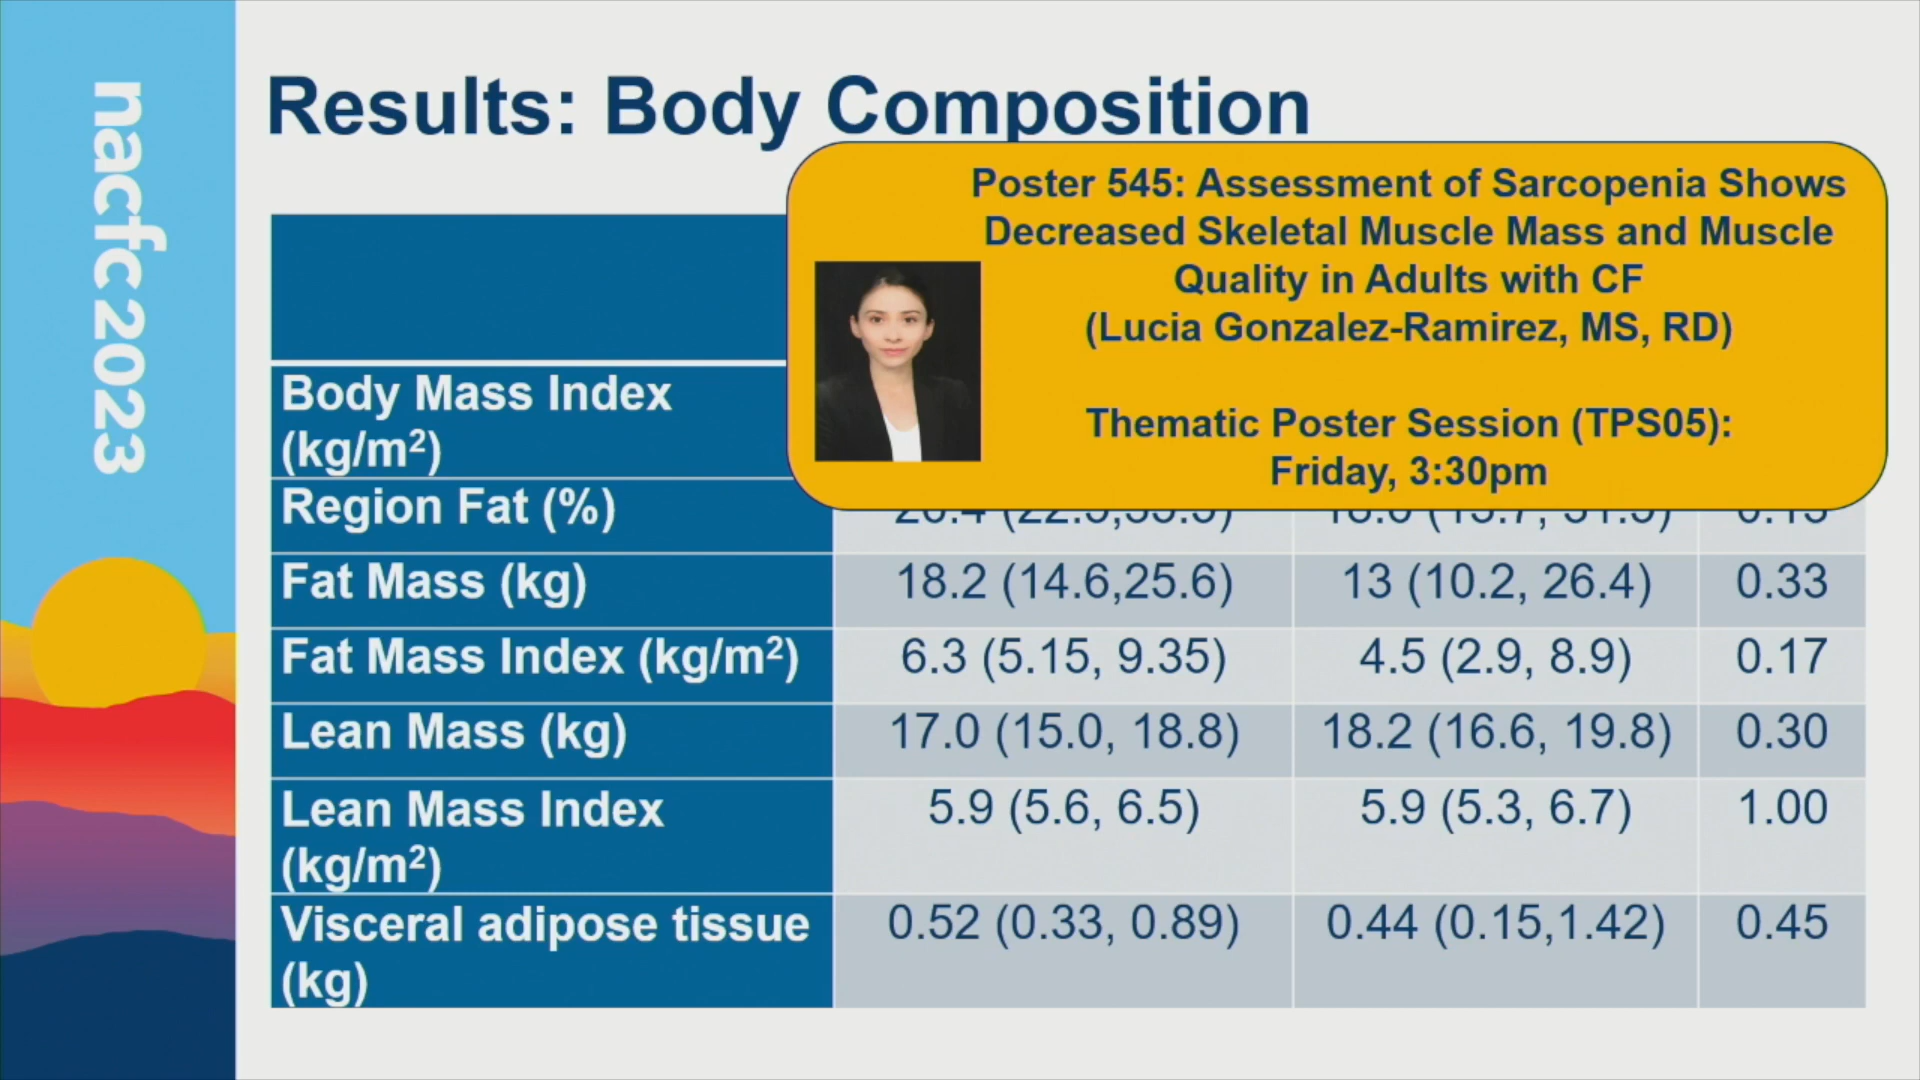 nacfc 2023
Results: Body Composition
Poster 545: Assessment of Sarcopenia Shows
Decreased Skeletal Muscle Mass and Muscle
Quality in Adults with CF
(Lucia Gonzalez-Ramirez, MS, RD)
Thematic Poster Session (TPS05):
Friday, 3:30pm
Body Mass Index
(kg/m²)
Region Fat (%)
Fat Mass (kg) 18.2 (14.6,25.6) 13 (10.2, 26.4) 0.33
Fat Mass Index (kg/m²) 6.3 (5.15, 9.35) 4.5 (2.9, 8.9) 0.17
Lean Mass (kg) 17.0 (15.0, 18.8) 18.2 (16.6, 19.8) 0.30
Lean Mass Index 5.9 (5.6, 6.5) 5.9 (5.3, 6.7) 1.00
(kg/m²)
Visceral adipose tissue 0.52 (0.33, 0.89) 0.44 (0.15,1.42) 0.45
(kg)